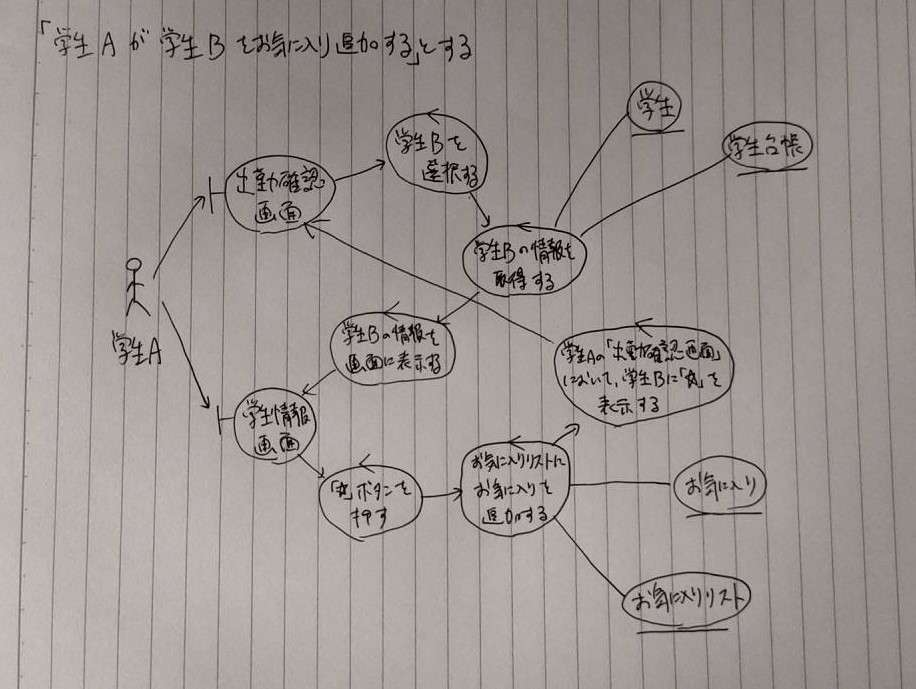 「学生Aが学生Bをお気に入り追加する」とする
学生
学生台帳
学生Bを
選択する
出勤確認
画面
学生Bの情報を
取得する
学生A
学生Bの情報を
画面に表示する
学生Aの「出勤確認画面」
において、学生Bに「☆」を
表示する
学生情報
画面
「☆」ボタンを
押す
お気に入りリストに
お気に入りを
追加する
お気に入り
お気に入りリスト